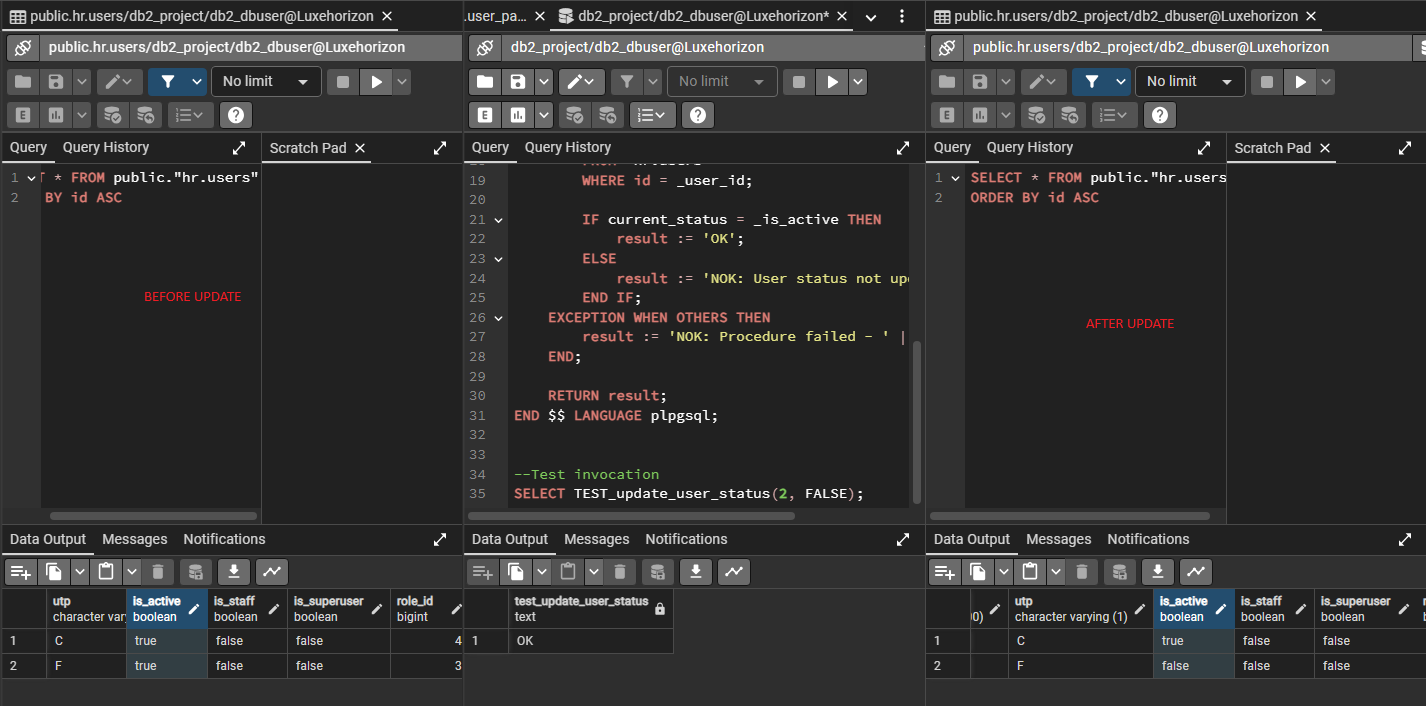 public.hr.users/db2_project/db2_dbuser@Luxehorizon
public.hr.users/db2_project/db2_dbuser@Luxehorizon
No limit
E
?
Query Query History
Scratch Pad
1 T * FROM public."hr.users"
2 BY id ASC
BEFORE UPDATE
Data Output Messages Notifications
utp
character vary
is_active
boolean
is_staff
boolean
is_superuser
boolean
role_id
bigint
1 C true false false 4
2 F true false false 3
.user_pa...
db2_project/db2_dbuser@Luxehorizon*
db2_project/db2_dbuser@Luxehorizon
No limit
E
?
Query Query History
19 WHERE id = _user_id;
20
21 IF current_status = _is_active THEN
22 result := 'OK';
23 ELSE
24 result := 'NOK: User status not upd
25 END IF;
26 EXCEPTION WHEN OTHERS THEN
27 result := 'NOK: Procedure failed - ' |
28 END;
29
30 RETURN result;
31 END $$ LANGUAGE plpgsql;
32
33
34 --Test invocation
35 SELECT TEST_update_user_status(2, FALSE);
Data Output Messages Notifications
test_update_user_status
text
1 OK
public.hr.users/db2_project/db2_dbuser@Luxehorizon
public.hr.users/db2_project/db2_dbuser@Luxehorizon
No limit
E
?
Query Query History
Scratch Pad
1 SELECT * FROM public."hr.users
2 ORDER BY id ASC
AFTER UPDATE
Data Output Messages Notifications
0)
utp
character varying (1)
is_active
boolean
is_staff
boolean
is_superuser
boolean
1 C true false false
2 F false false false